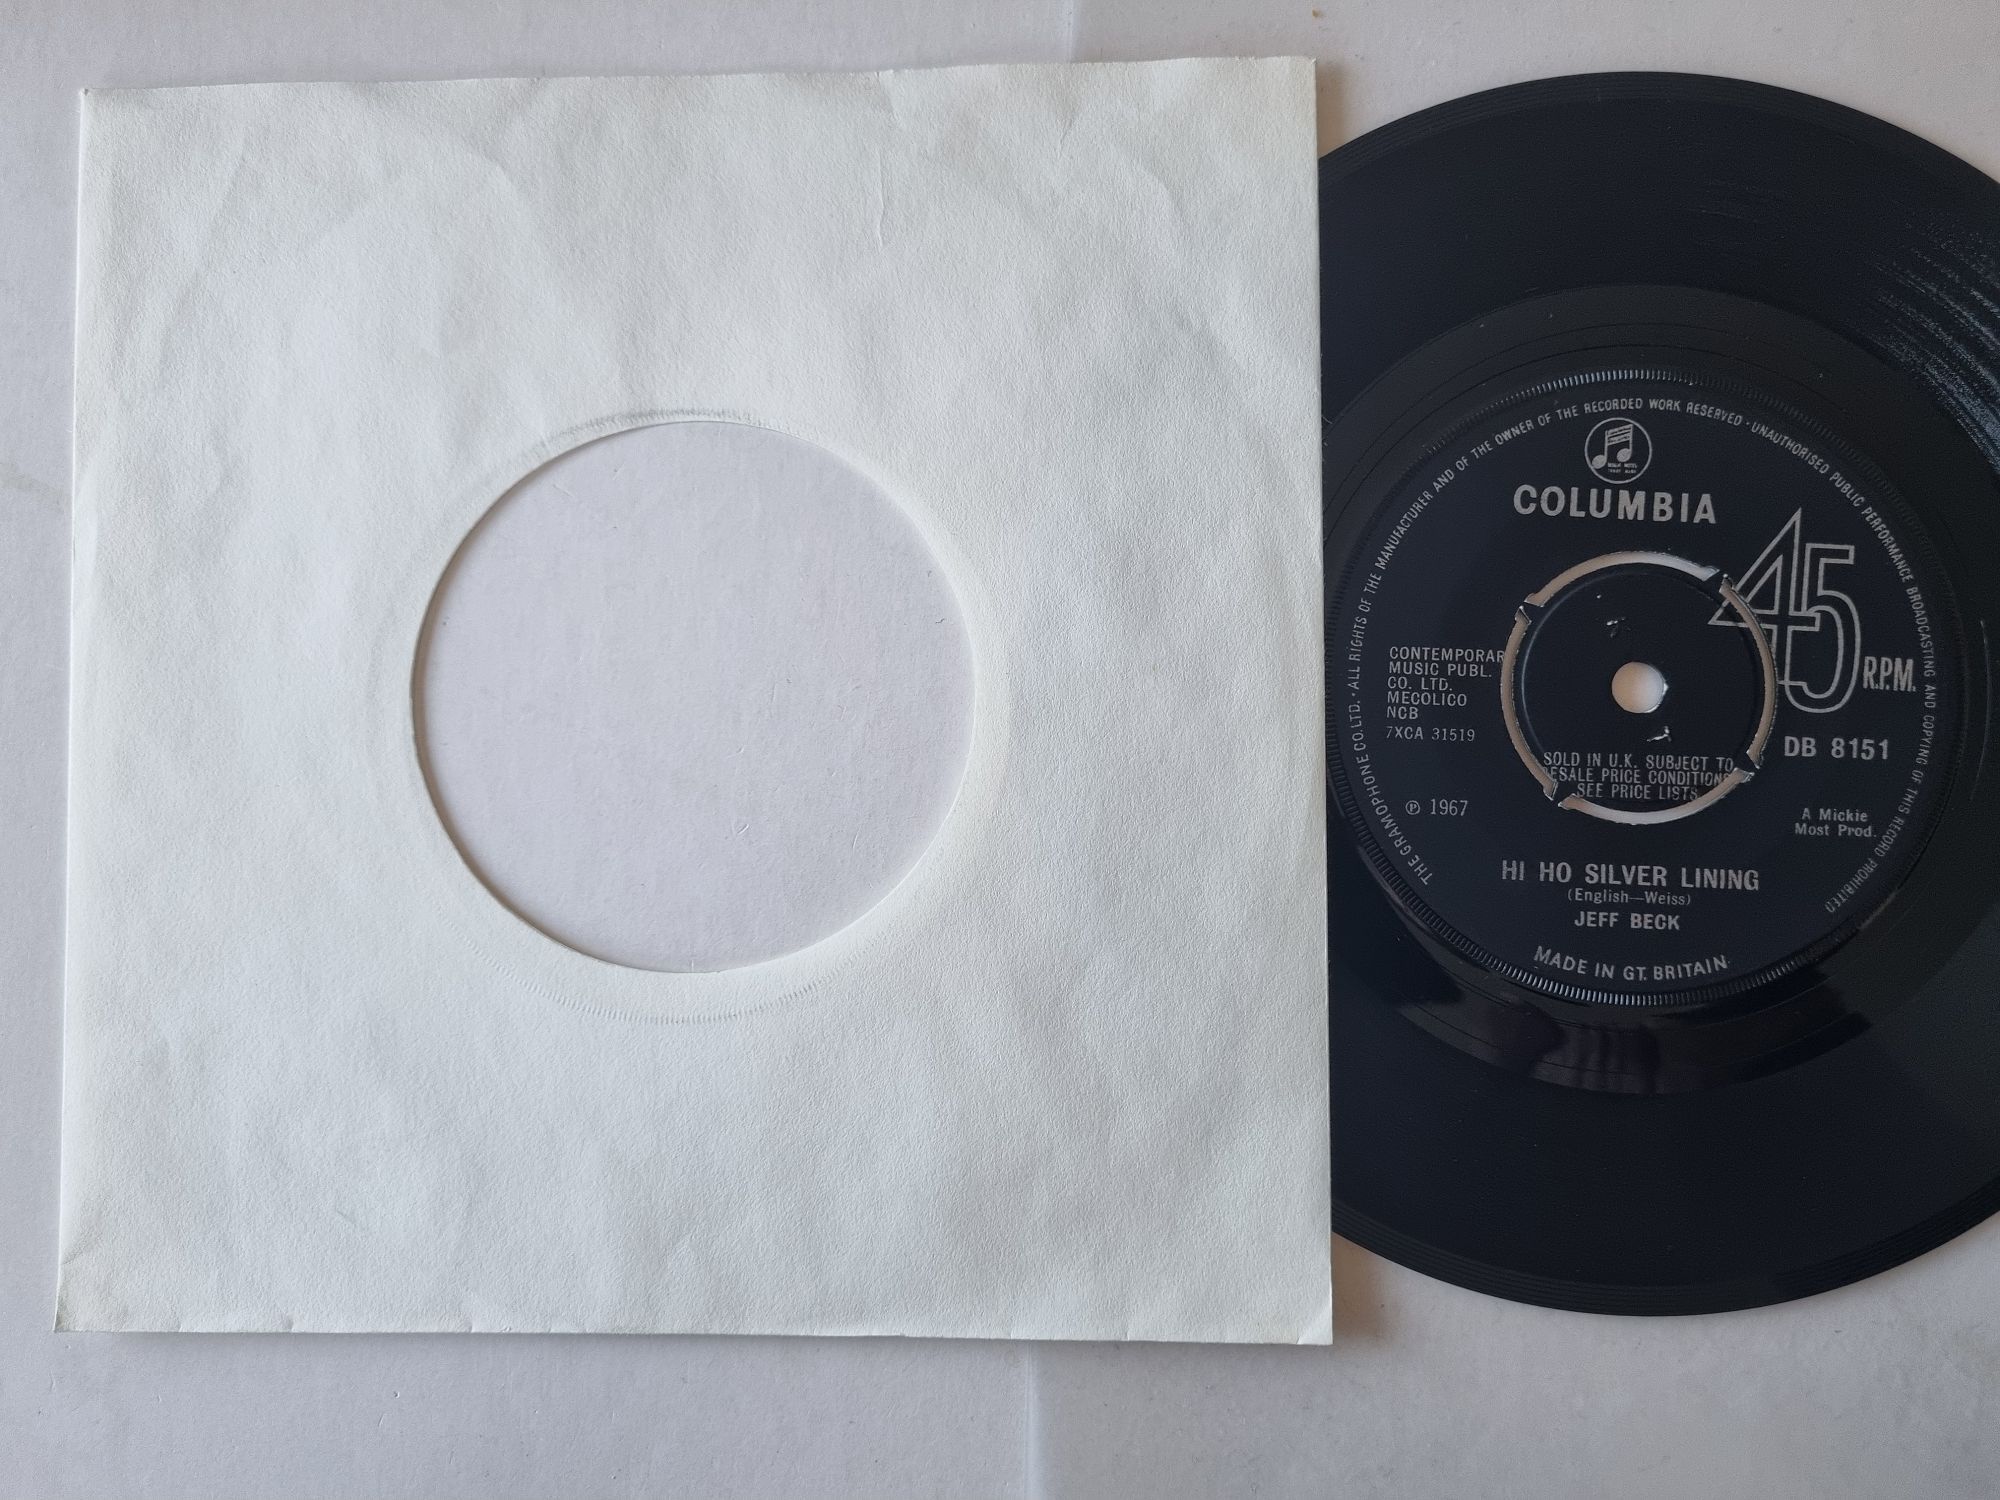 THE GRAMOPHONE CO. LTD. · ALL RIGHTS OF THE MANUFACTURER AND OF THE OWNER OF THE RECORDED WORK RESERVED · UNAUTHORISED PUBLIC PERFORMANCE BROADCASTING AND COPYING OF THIS RECORD PROHIBITED
COLUMBIA
45
R.P.M.
CONTEMPORAR
MUSIC PUBL.
CO. LTD.
MECOLICO
NCB
7XCA 31519
DB 8151
SOLD IN U.K. SUBJECT TO
RESALE PRICE CONDITIONS
SEE PRICE LISTS
℗ 1967
A Mickie
Most Prod.
HI HO SILVER LINING
(English—Weiss)
JEFF BECK
MADE IN GT. BRITAIN